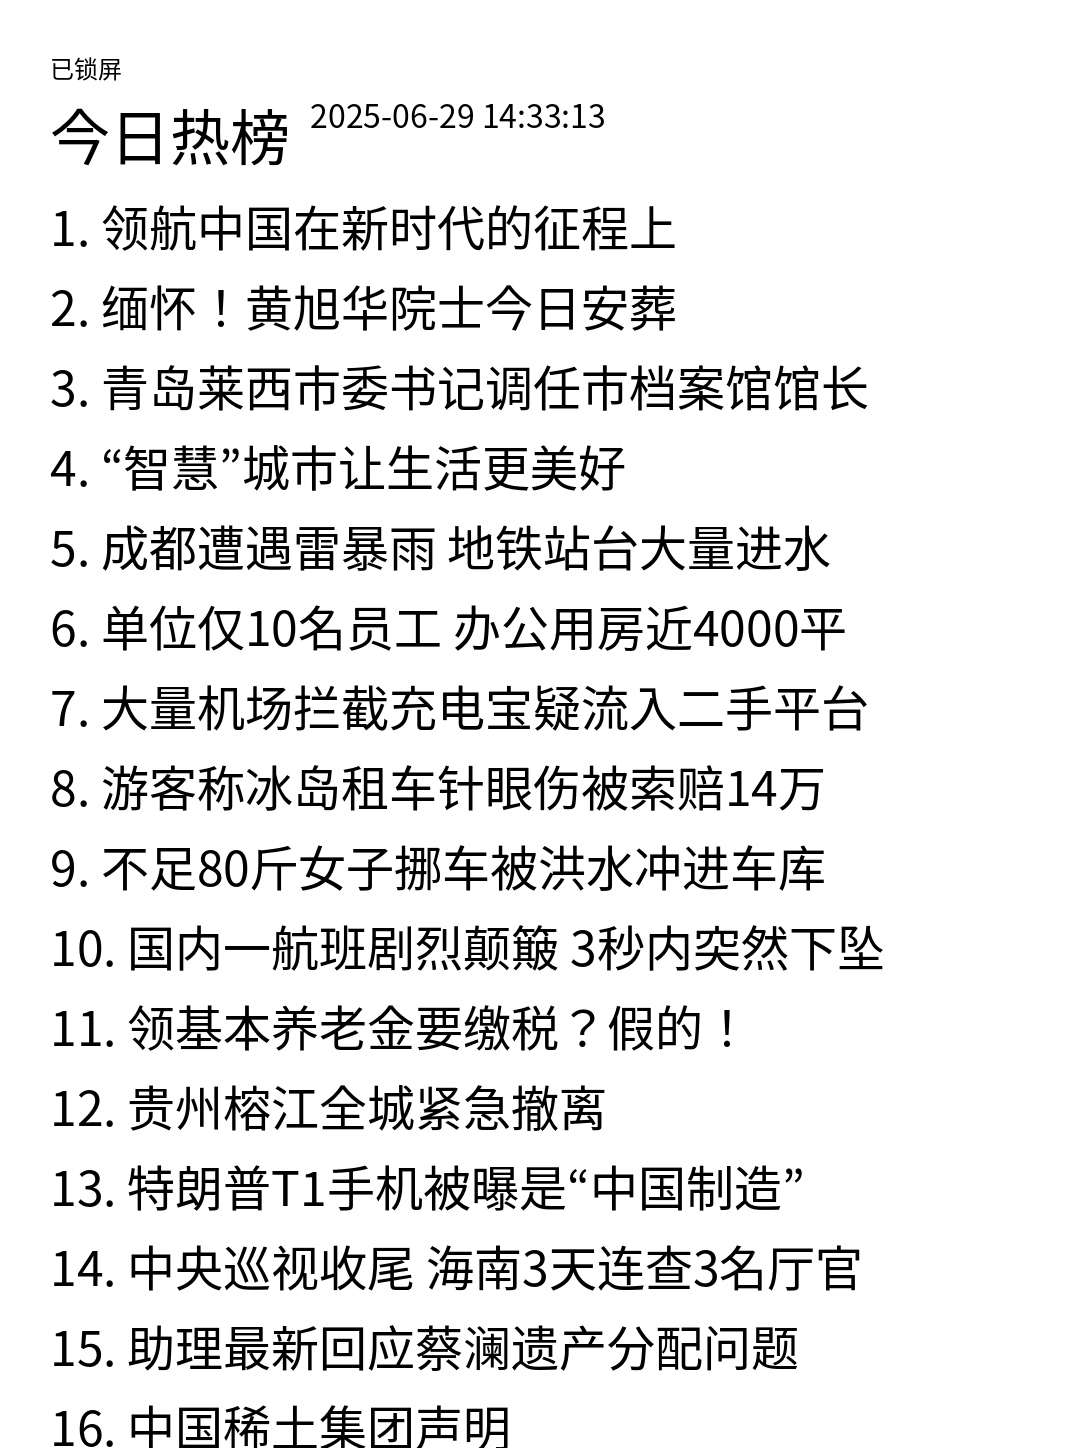 已锁屏
今日热榜 2025-06-29 14:33:13
1. 领航中国在新时代的征程上
2. 缅怀！黄旭华院士今日安葬
3. 青岛莱西市委书记调任市档案馆馆长
4. “智慧”城市让生活更美好
5. 成都遭遇雷暴雨 地铁站台大量进水
6. 单位仅10名员工 办公用房近4000平
7. 大量机场拦截充电宝疑流入二手平台
8. 游客称冰岛租车针眼伤被索赔14万
9. 不足80斤女子挪车被洪水冲进车库
10. 国内一航班剧烈颠簸 3秒内突然下坠
11. 领基本养老金要缴税？假的！
12. 贵州榕江全城紧急撤离
13. 特朗普T1手机被曝是“中国制造”
14. 中央巡视收尾 海南3天连查3名厅官
15. 助理最新回应蔡澜遗产分配问题
16. 中国稀土集团声明